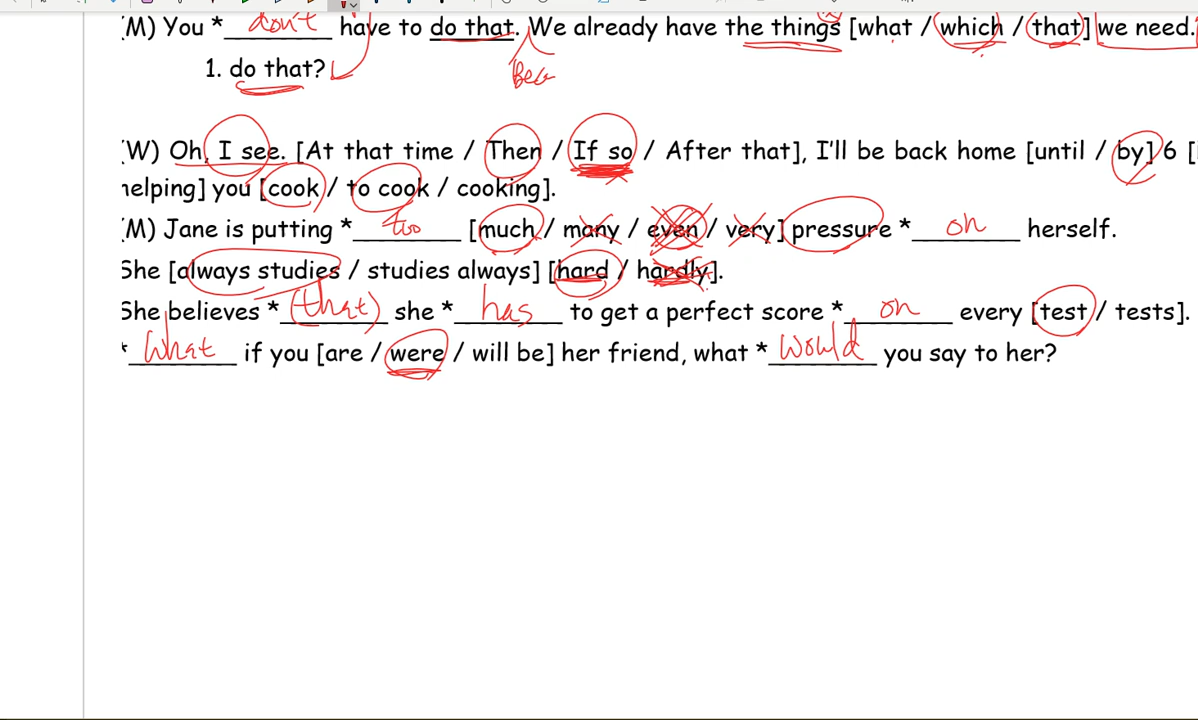 (M) You * don't have to do that. We already have the things [what / which / that] we need.
1. do that?
(W) Oh, I see. [At that time / Then / If so / After that], I'll be back home [until / by] 6 [
helping] you [cook / to cook / cooking].
(M) Jane is putting * too [much / many / even / very] pressure * on herself.
She [always studies / studies always] [hard / hardly].
She believes * (that) she * has to get a perfect score * on every [test / tests].
* What if you [are / were / will be] her friend, what * would you say to her?